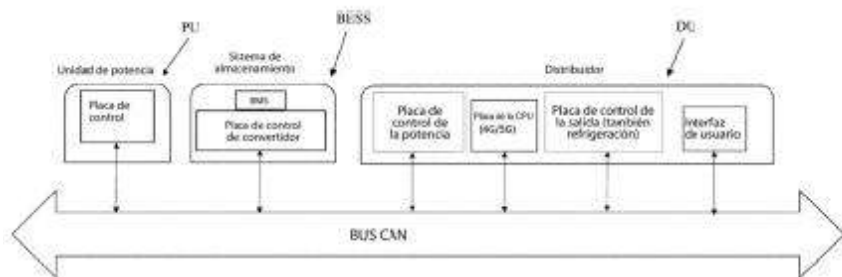 PU
BESS
DU
Unidad de potencia
Sistema de
almacenamiento
Distribuidor
Placa de
control
BMS
Placa de control
de convertidor
Placa de
control de
la potencia
Placa de la CPU
(4G/5G)
Placa de control de
la salida (también
refrigeración)
Interfaz
de usuario
BUS CAN